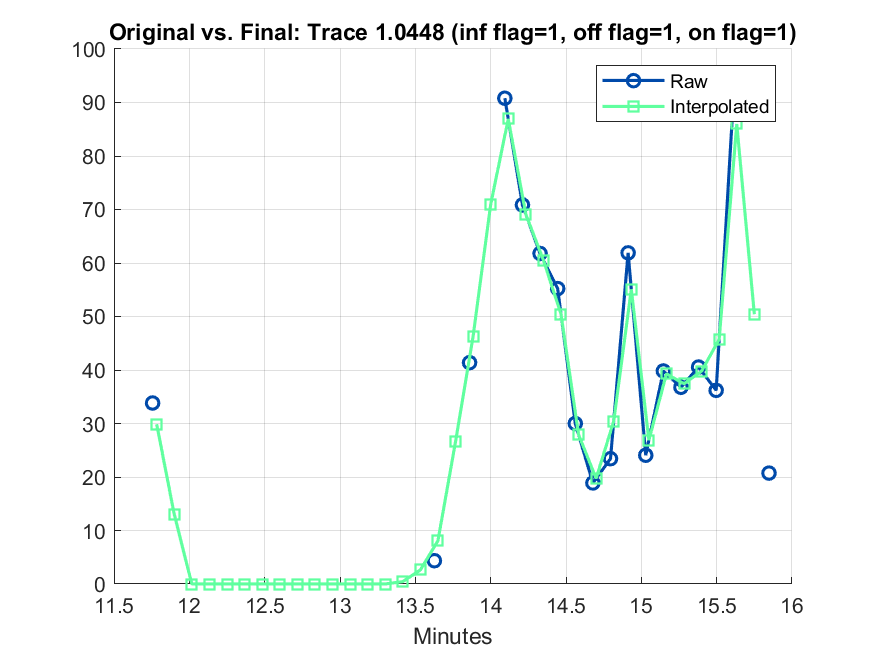 Original vs. Final: Trace 1.0448 (inf flag=1, off flag=1, on flag=1)
100
90
80
70
60
50
40
30
20
10
0
Raw
Interpolated
11.5 12 12.5 13 13.5 14 14.5 15 15.5 16
Minutes